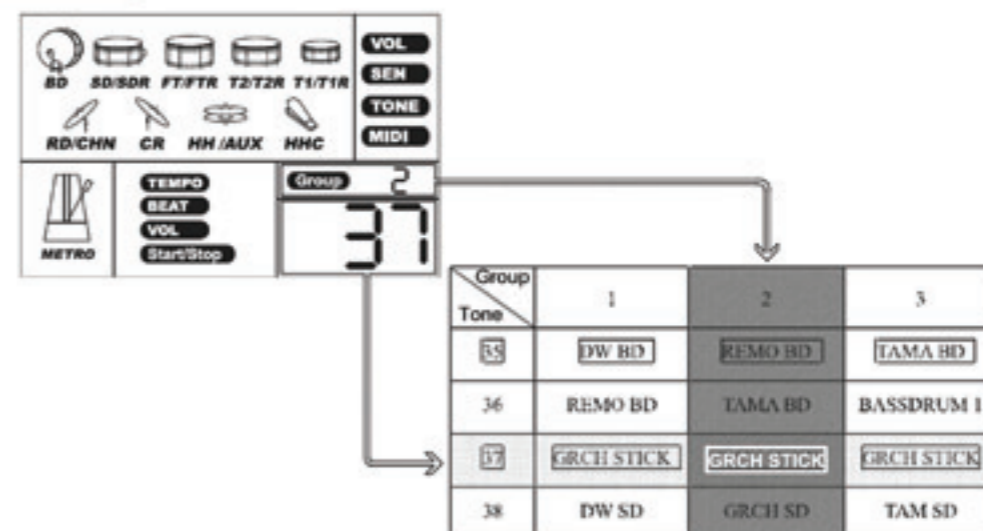 BD SD/SDR FT/FTR T2/T2R T1/T1R
RD/CHN CR HH /AUX HHC
VOL
SEN
TONE
MIDI
METRO
TEMPO
BEAT
VOL
Start/Stop
Group 2
37
Group
Tone
1 2 3
35 DW BD REMO BD TAMA BD
36 REMO BD TAMA BD BASSDRUM 1
37 GRCH STICK GRCH STICK GRCH STICK
38 DW SD GRCH SD TAM SD